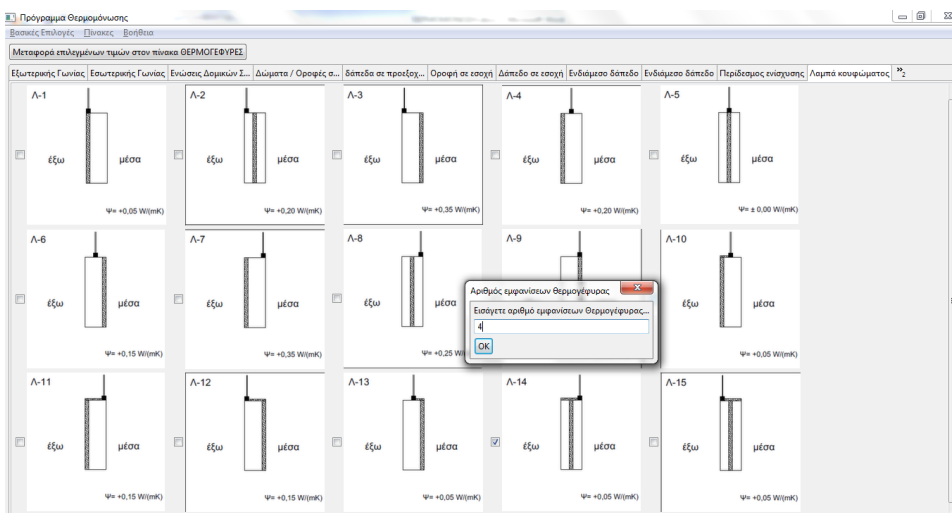 Πρόγραμμα Θερμομόνωσης
Βασικές Επιλογές Πίνακες Βοήθεια
Μεταφορά επιλεγμένων τιμών στον πίνακα ΘΕΡΜΟΓΕΦΥΡΕΣ
Εξωτερικής Γωνίας Εσωτερικής Γωνίας Ενώσεις Δομικών Σ... Δώματα / Οροφές σ... δάπεδα σε προεξοχ... Οροφή σε εσοχή Δάπεδο σε εσοχή Ενδιάμεσο δάπεδο Ενδιάμεσο δάπεδο Περίδεσμος ενίσχυσης Λαμπά κουφώματος »2
Λ-1 Λ-2 Λ-3 Λ-4 Λ-5
έξω μέσα έξω μέσα έξω μέσα έξω μέσα έξω μέσα
Ψ= +0,05 W/(mK) Ψ= +0,20 W/(mK) Ψ= +0,35 W/(mK) Ψ= +0,20 W/(mK) Ψ= ± 0,00 W/(mK)
Λ-6 Λ-7 Λ-8 Λ-9 Λ-10
Αριθμός εμφανίσεων θερμογέφυρας
Εισάγετε αριθμό εμφανίσεων Θερμογέφυρας...
4
OK
έξω μέσα έξω μέσα έξω μέσα έξω μέσα
Ψ= +0,15 W/(mK) Ψ= +0,35 W/(mK) Ψ= +0,25 W/(mK) Ψ= +0,05 W/(mK)
Λ-11 Λ-12 Λ-13 Λ-14 Λ-15
έξω μέσα έξω μέσα έξω μέσα έξω μέσα έξω μέσα
Ψ= +0,15 W/(mK) Ψ= +0,15 W/(mK) Ψ= +0,05 W/(mK) Ψ= +0,05 W/(mK) Ψ= +0,05 W/(mK)